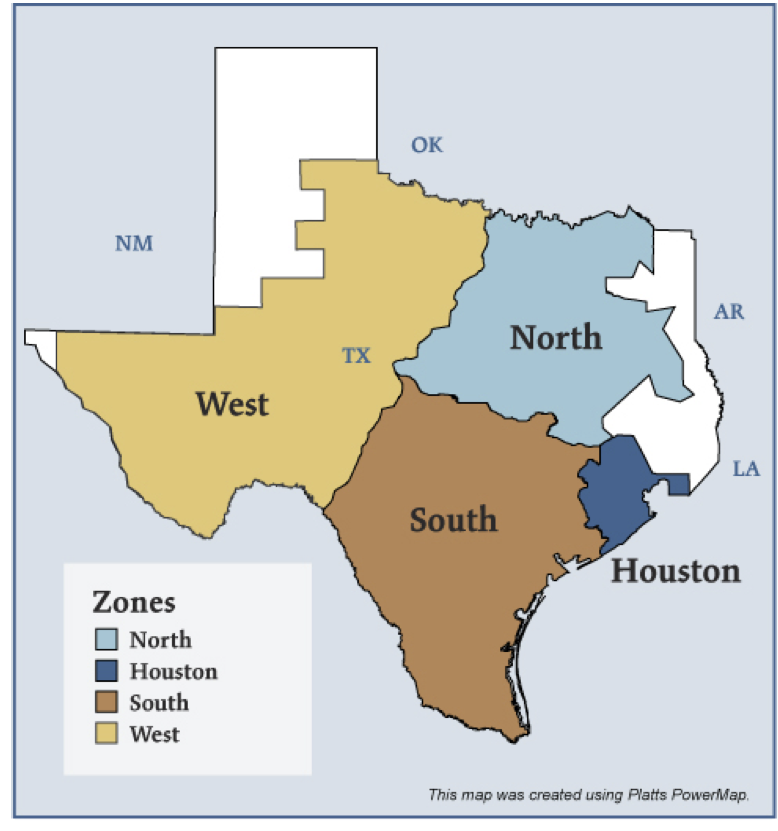 OK
NM
AR
North
TX
West
LA
South
Houston
Zones
North
Houston
South
West
This map was created using Platts PowerMap.